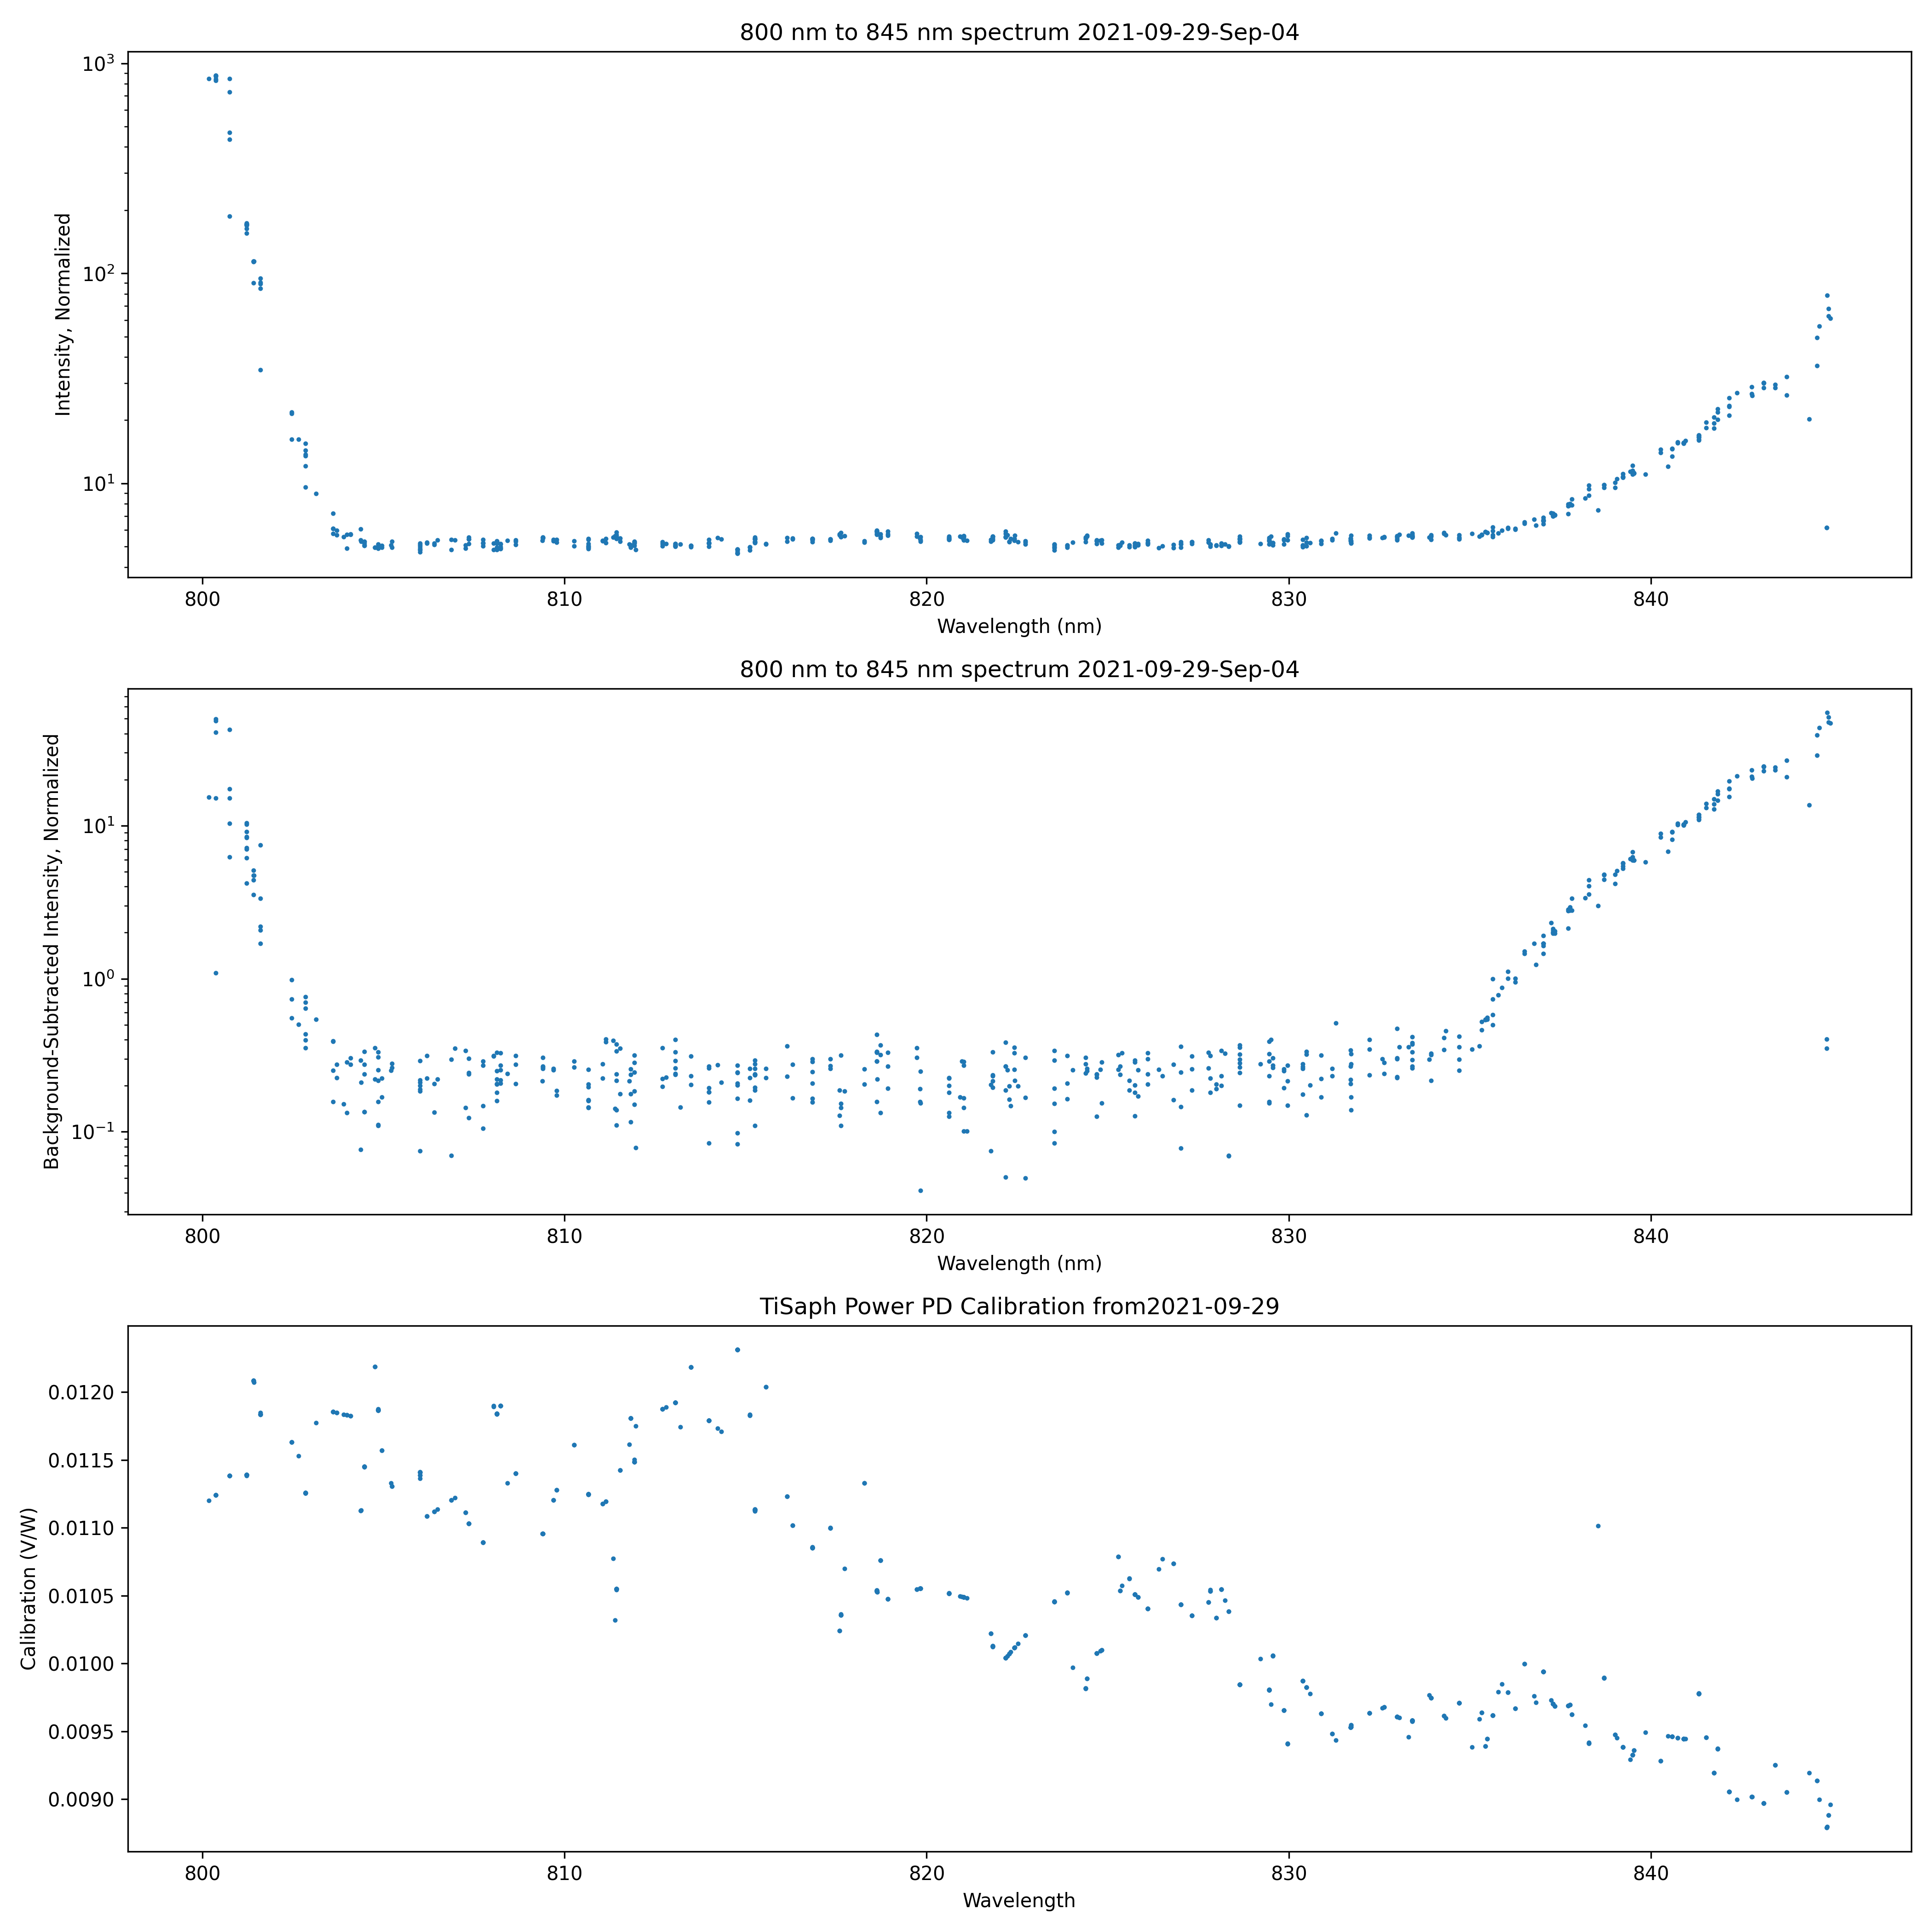 800 nm to 845 nm spectrum 2021-09-29-Sep-04
Intensity, Normalized
10³
10²
10¹
800 810 820 830 840
Wavelength (nm)
800 nm to 845 nm spectrum 2021-09-29-Sep-04
Background-Subtracted Intensity, Normalized
10¹
10⁰
10⁻¹
800 810 820 830 840
Wavelength (nm)
TiSaph Power PD Calibration from2021-09-29
Calibration (V/W)
0.0120
0.0115
0.0110
0.0105
0.0100
0.0095
0.0090
800 810 820 830 840
Wavelength